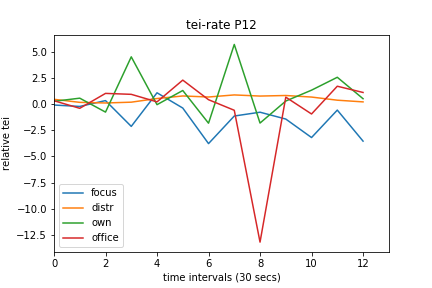 tei-rate P12
relative tei
5.0
2.5
0.0
−2.5
−5.0
−7.5
−10.0
−12.5
focus
distr
own
office
0 2 4 6 8 10 12
time intervals (30 secs)